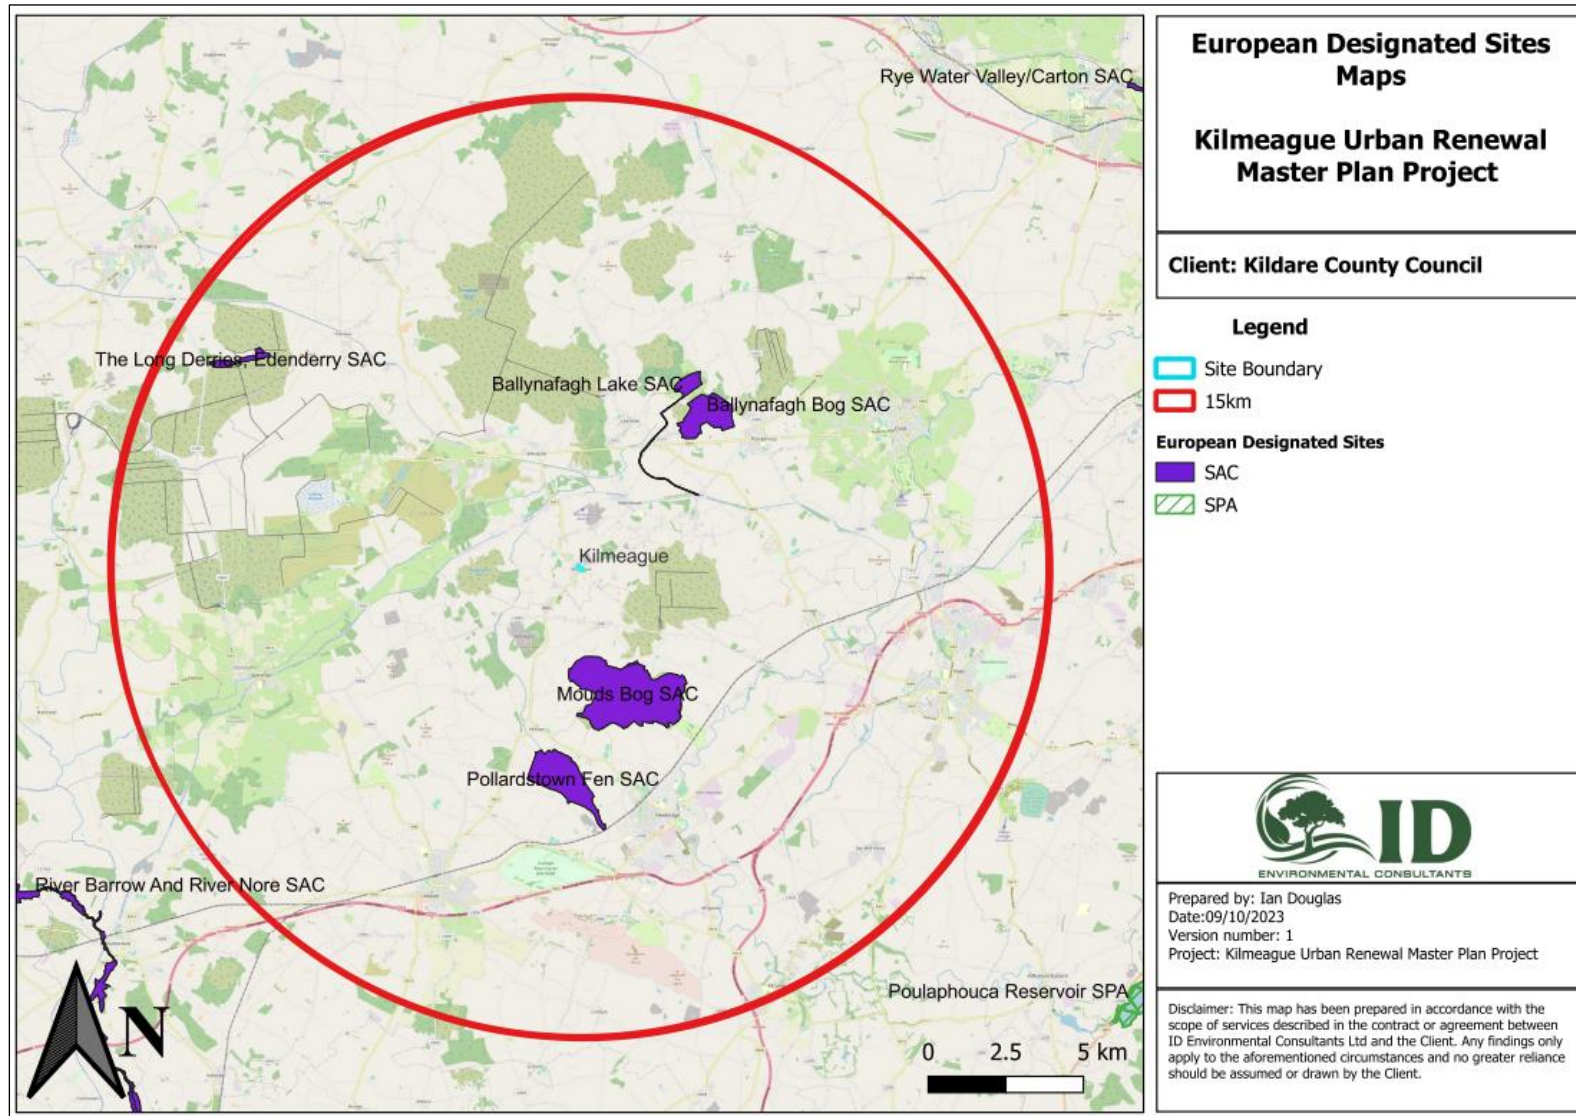 European Designated Sites
Maps
Kilmeague Urban Renewal
Master Plan Project
Client: Kildare County Council
Legend
Site Boundary
15km
European Designated Sites
SAC
SPA
Rye Water Valley/Carton SAC
The Long Derries, Edenderry SAC
Ballynafagh Lake SAC
Ballynafagh Bog SAC
Kilmeague
Mouds Bog SAC
Pollardstown Fen SAC
River Barrow And River Nore SAC
Poulaphouca Reservoir SPA
N
0 2.5 5 km
ID
ENVIRONMENTAL CONSULTANTS
Prepared by: Ian Douglas
Date:09/10/2023
Version number: 1
Project: Kilmeague Urban Renewal Master Plan Project
Disclaimer: This map has been prepared in accordance with the
scope of services described in the contract or agreement between
ID Environmental Consultants Ltd and the Client. Any findings only
apply to the aforementioned circumstances and no greater reliance
should be assumed or drawn by the Client.